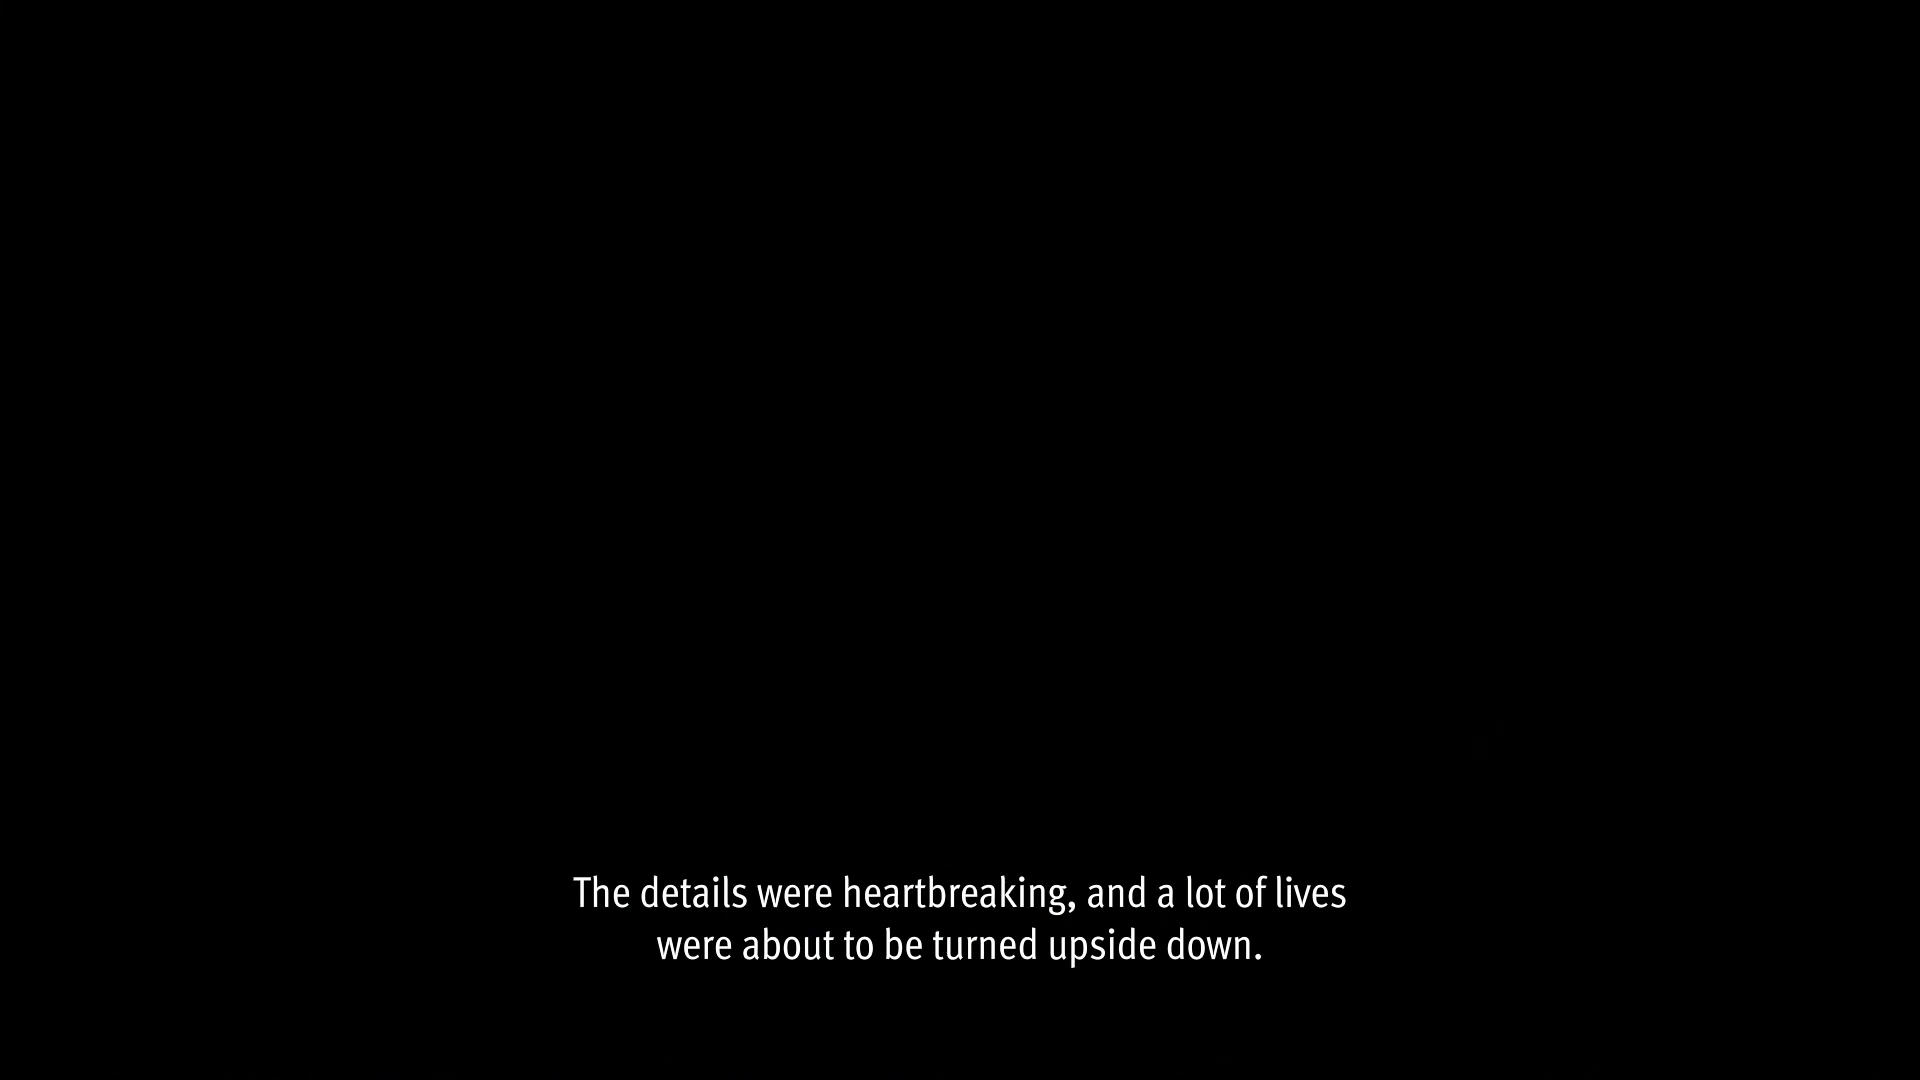 The details were heartbreaking, and a lot of lives
were about to be turned upside down.